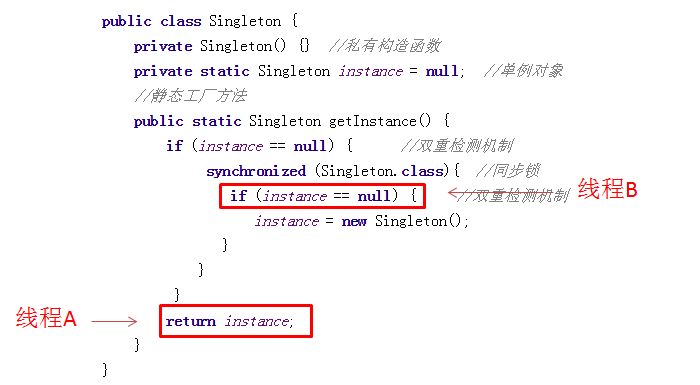 public class Singleton {
private Singleton() {} //私有构造函数
private static Singleton instance = null; //单例对象
//静态工厂方法
public static Singleton getInstance() {
if (instance == null) { //双重检测机制
synchronized (Singleton.class){ //同步锁
if (instance == null) { //双重检测机制 线程B
instance = new Singleton();
}
}
}
线程A return instance;
}
}